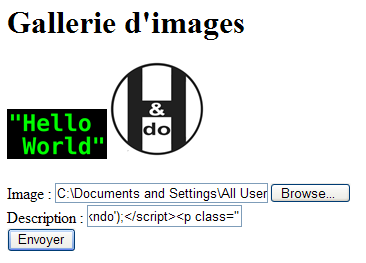 Gallerie d'images
"Hello
World"
&
do
Image : C:\Documents and Settings\All User Browse...
Description : :ndo');</script><p class="
Envoyer